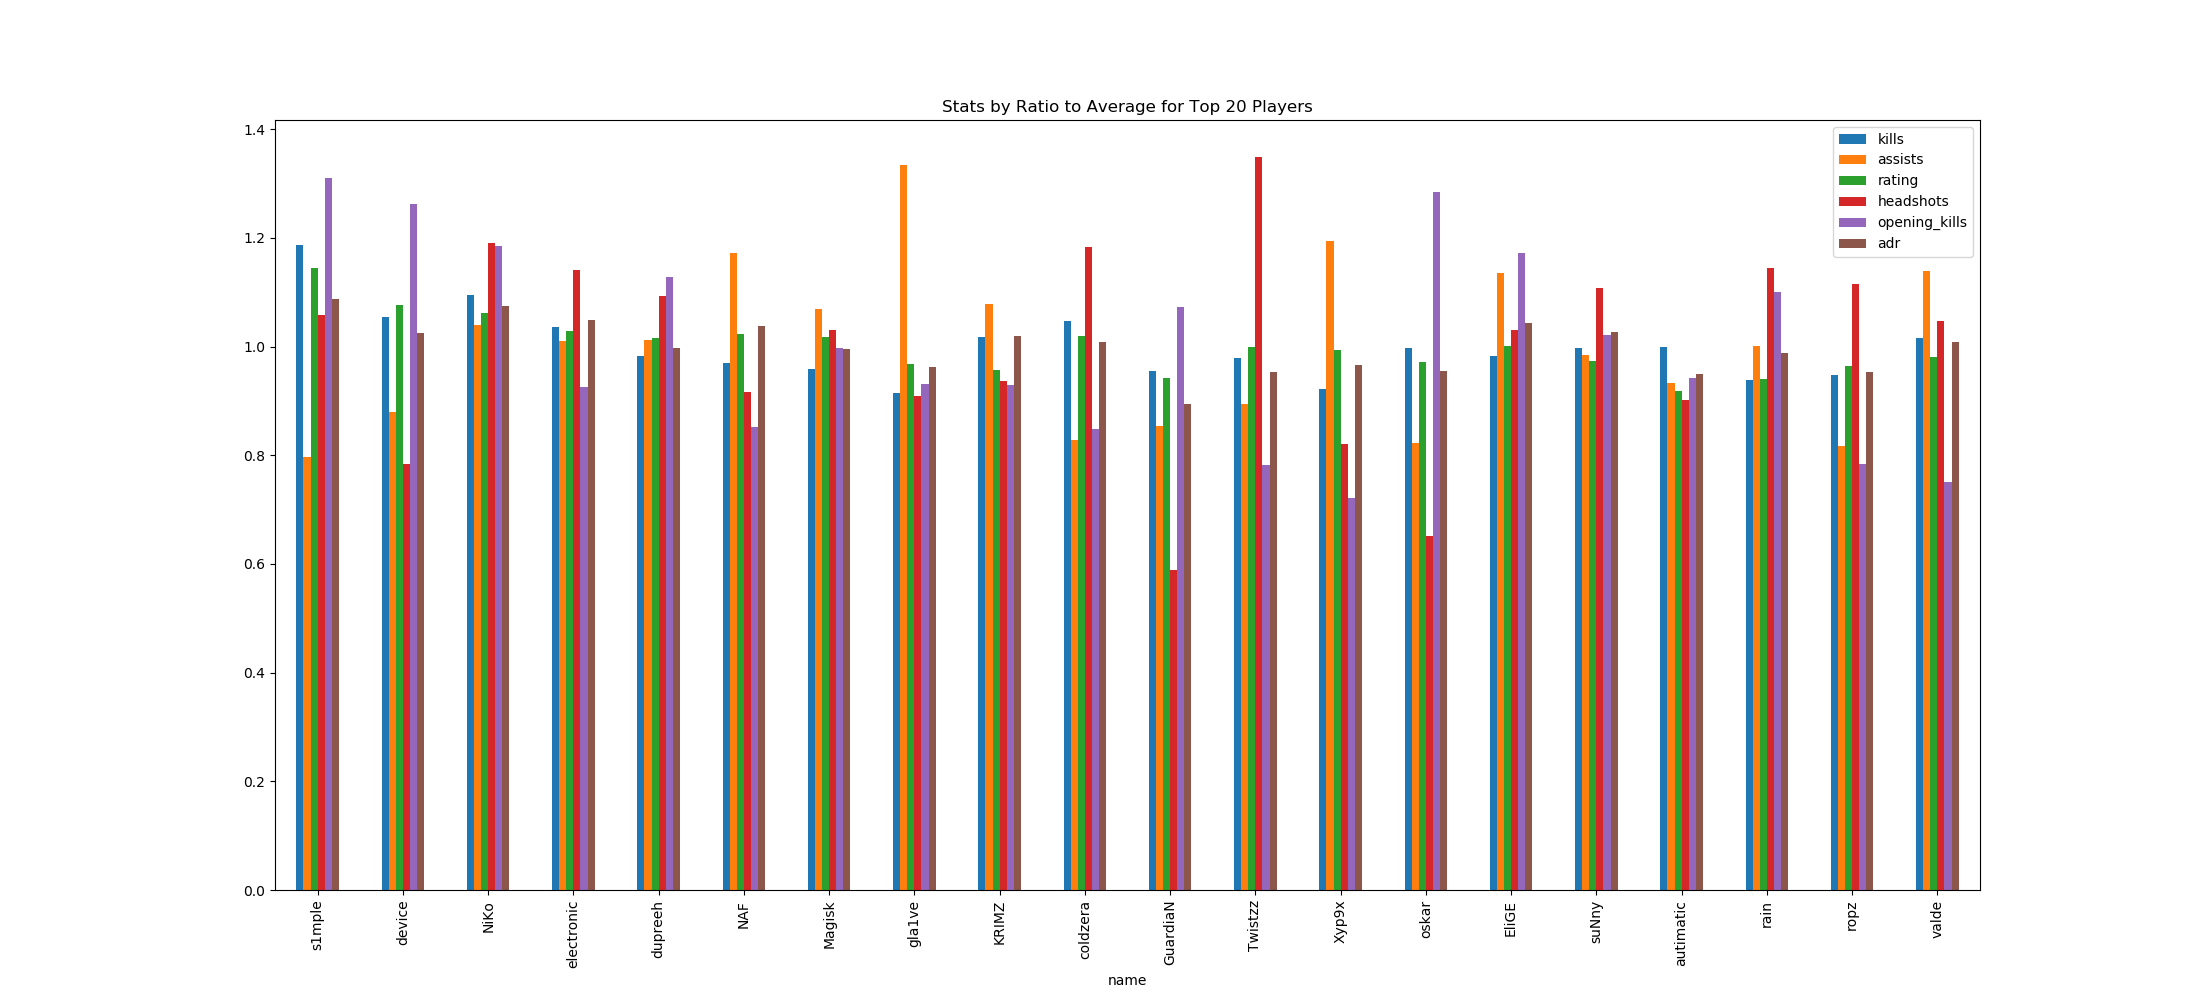 Stats by Ratio to Average for Top 20 Players
1.4
1.2
1.0
0.8
0.6
0.4
0.2
0.0
kills
assists
rating
headshots
opening_kills
adr
s1mple
device
NiKo
electronic
dupreeh
NAF
Magisk
gla1ve
KRIMZ
coldzera
GuardiaN
Twistzz
Xyp9x
oskar
EliGE
suNny
autimatic
rain
ropz
valde
name